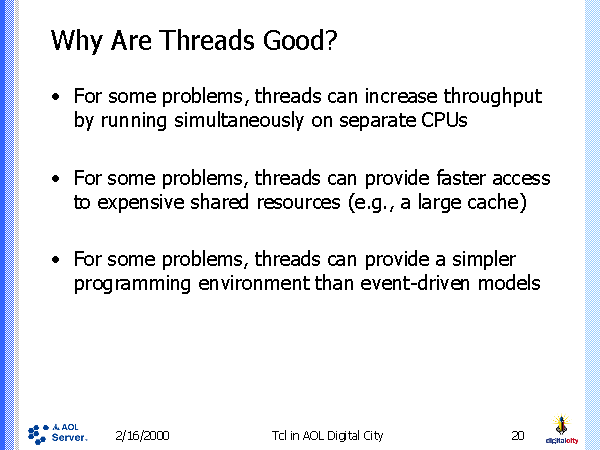 Why Are Threads Good?
• For some problems, threads can increase throughput
by running simultaneously on separate CPUs
• For some problems, threads can provide faster access
to expensive shared resources (e.g., a large cache)
• For some problems, threads can provide a simpler
programming environment than event-driven models
AOL
Server.
2/16/2000
Tcl in AOL Digital City
20
digitalcity